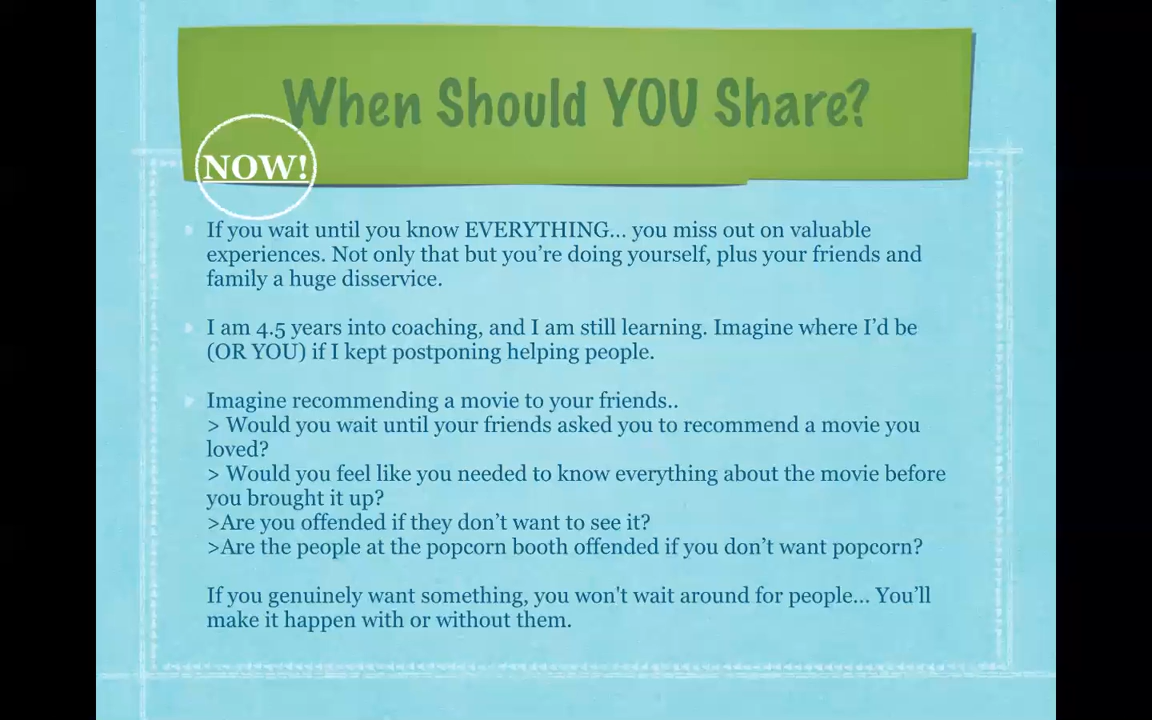 When Should YOU Share?
NOW!
If you wait until you know EVERYTHING... you miss out on valuable
experiences. Not only that but you’re doing yourself, plus your friends and
family a huge disservice.
I am 4.5 years into coaching, and I am still learning. Imagine where I’d be
(OR YOU) if I kept postponing helping people.
Imagine recommending a movie to your friends..
> Would you wait until your friends asked you to recommend a movie you
loved?
> Would you feel like you needed to know everything about the movie before
you brought it up?
>Are you offended if they don’t want to see it?
>Are the people at the popcorn booth offended if you don’t want popcorn?
If you genuinely want something, you won't wait around for people... You’ll
make it happen with or without them.